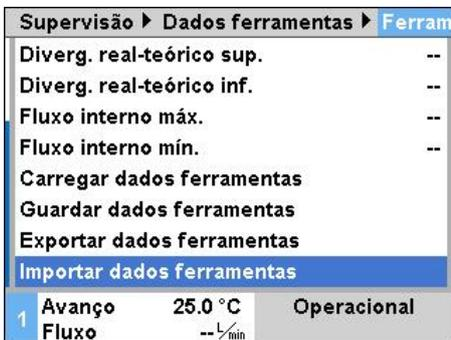 Supervisão ▶ Dados ferramentas ▶ Ferram
Diverg. real-teórico sup. --
Diverg. real-teórico inf. --
Fluxo interno máx. --
Fluxo interno mín. --
Carregar dados ferramentas
Guardar dados ferramentas
Exportar dados ferramentas
Importar dados ferramentas
1 Avanço 25.0 °C Operacional
Fluxo -- L/min